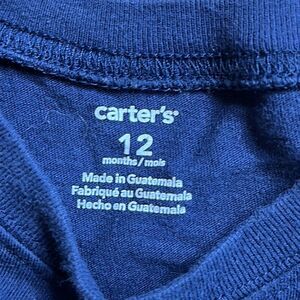 carter's
12
months / mois
Made in Guatemala
Fabriqué au Guatemala
Hecho en Guatemala